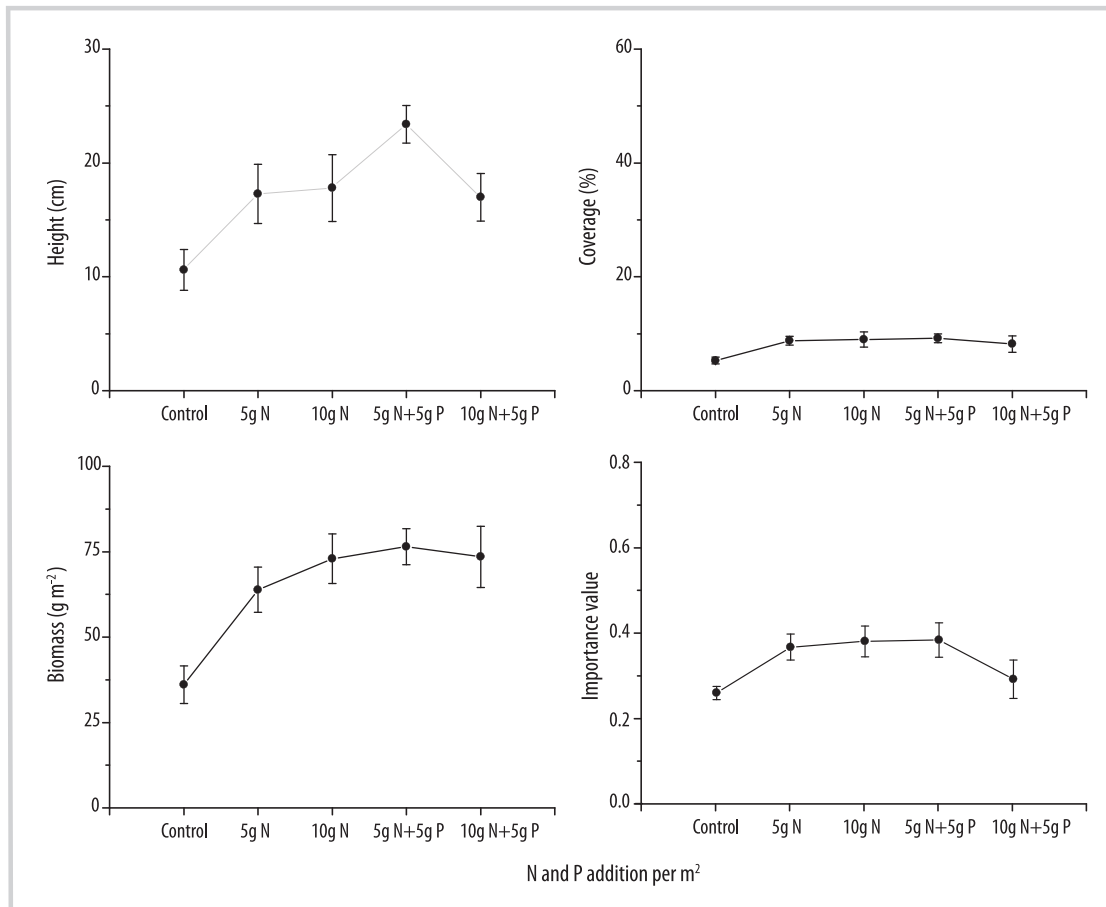 30
20
10
0
Height (cm)
Control 5g N 10g N 5g N+5g P 10g N+5g P
60
40
20
0
Coverage (%)
Control 5g N 10g N 5g N+5g P 10g N+5g P
100
75
50
25
0
Biomass (g m⁻²)
Control 5g N 10g N 5g N+5g P 10g N+5g P
0.8
0.6
0.4
0.2
0.0
Importance value
Control 5g N 10g N 5g N+5g P 10g N+5g P
N and P addition per m²